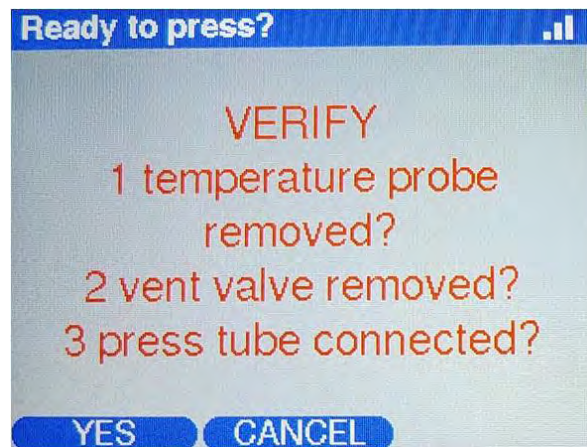 Ready to press?
VERIFY
1 temperature probe
removed?
2 vent valve removed?
3 press tube connected?
YES
CANCEL